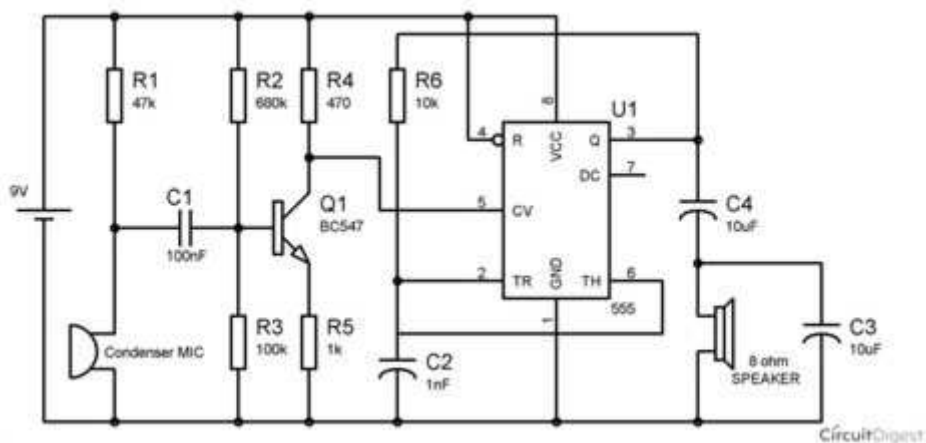 R1
47k
R2
680k
R4
470
R6
10k
8
U1
4
R
VCC
Q
3
DC
7
9V
C1
100nF
Q1
BC547
5
CV
C4
10uF
2
TR
GND
TH
6
1
555
Condenser MIC
R3
100k
R5
1k
C2
1nF
8 ohm
SPEAKER
C3
10uF
CircuitDigest